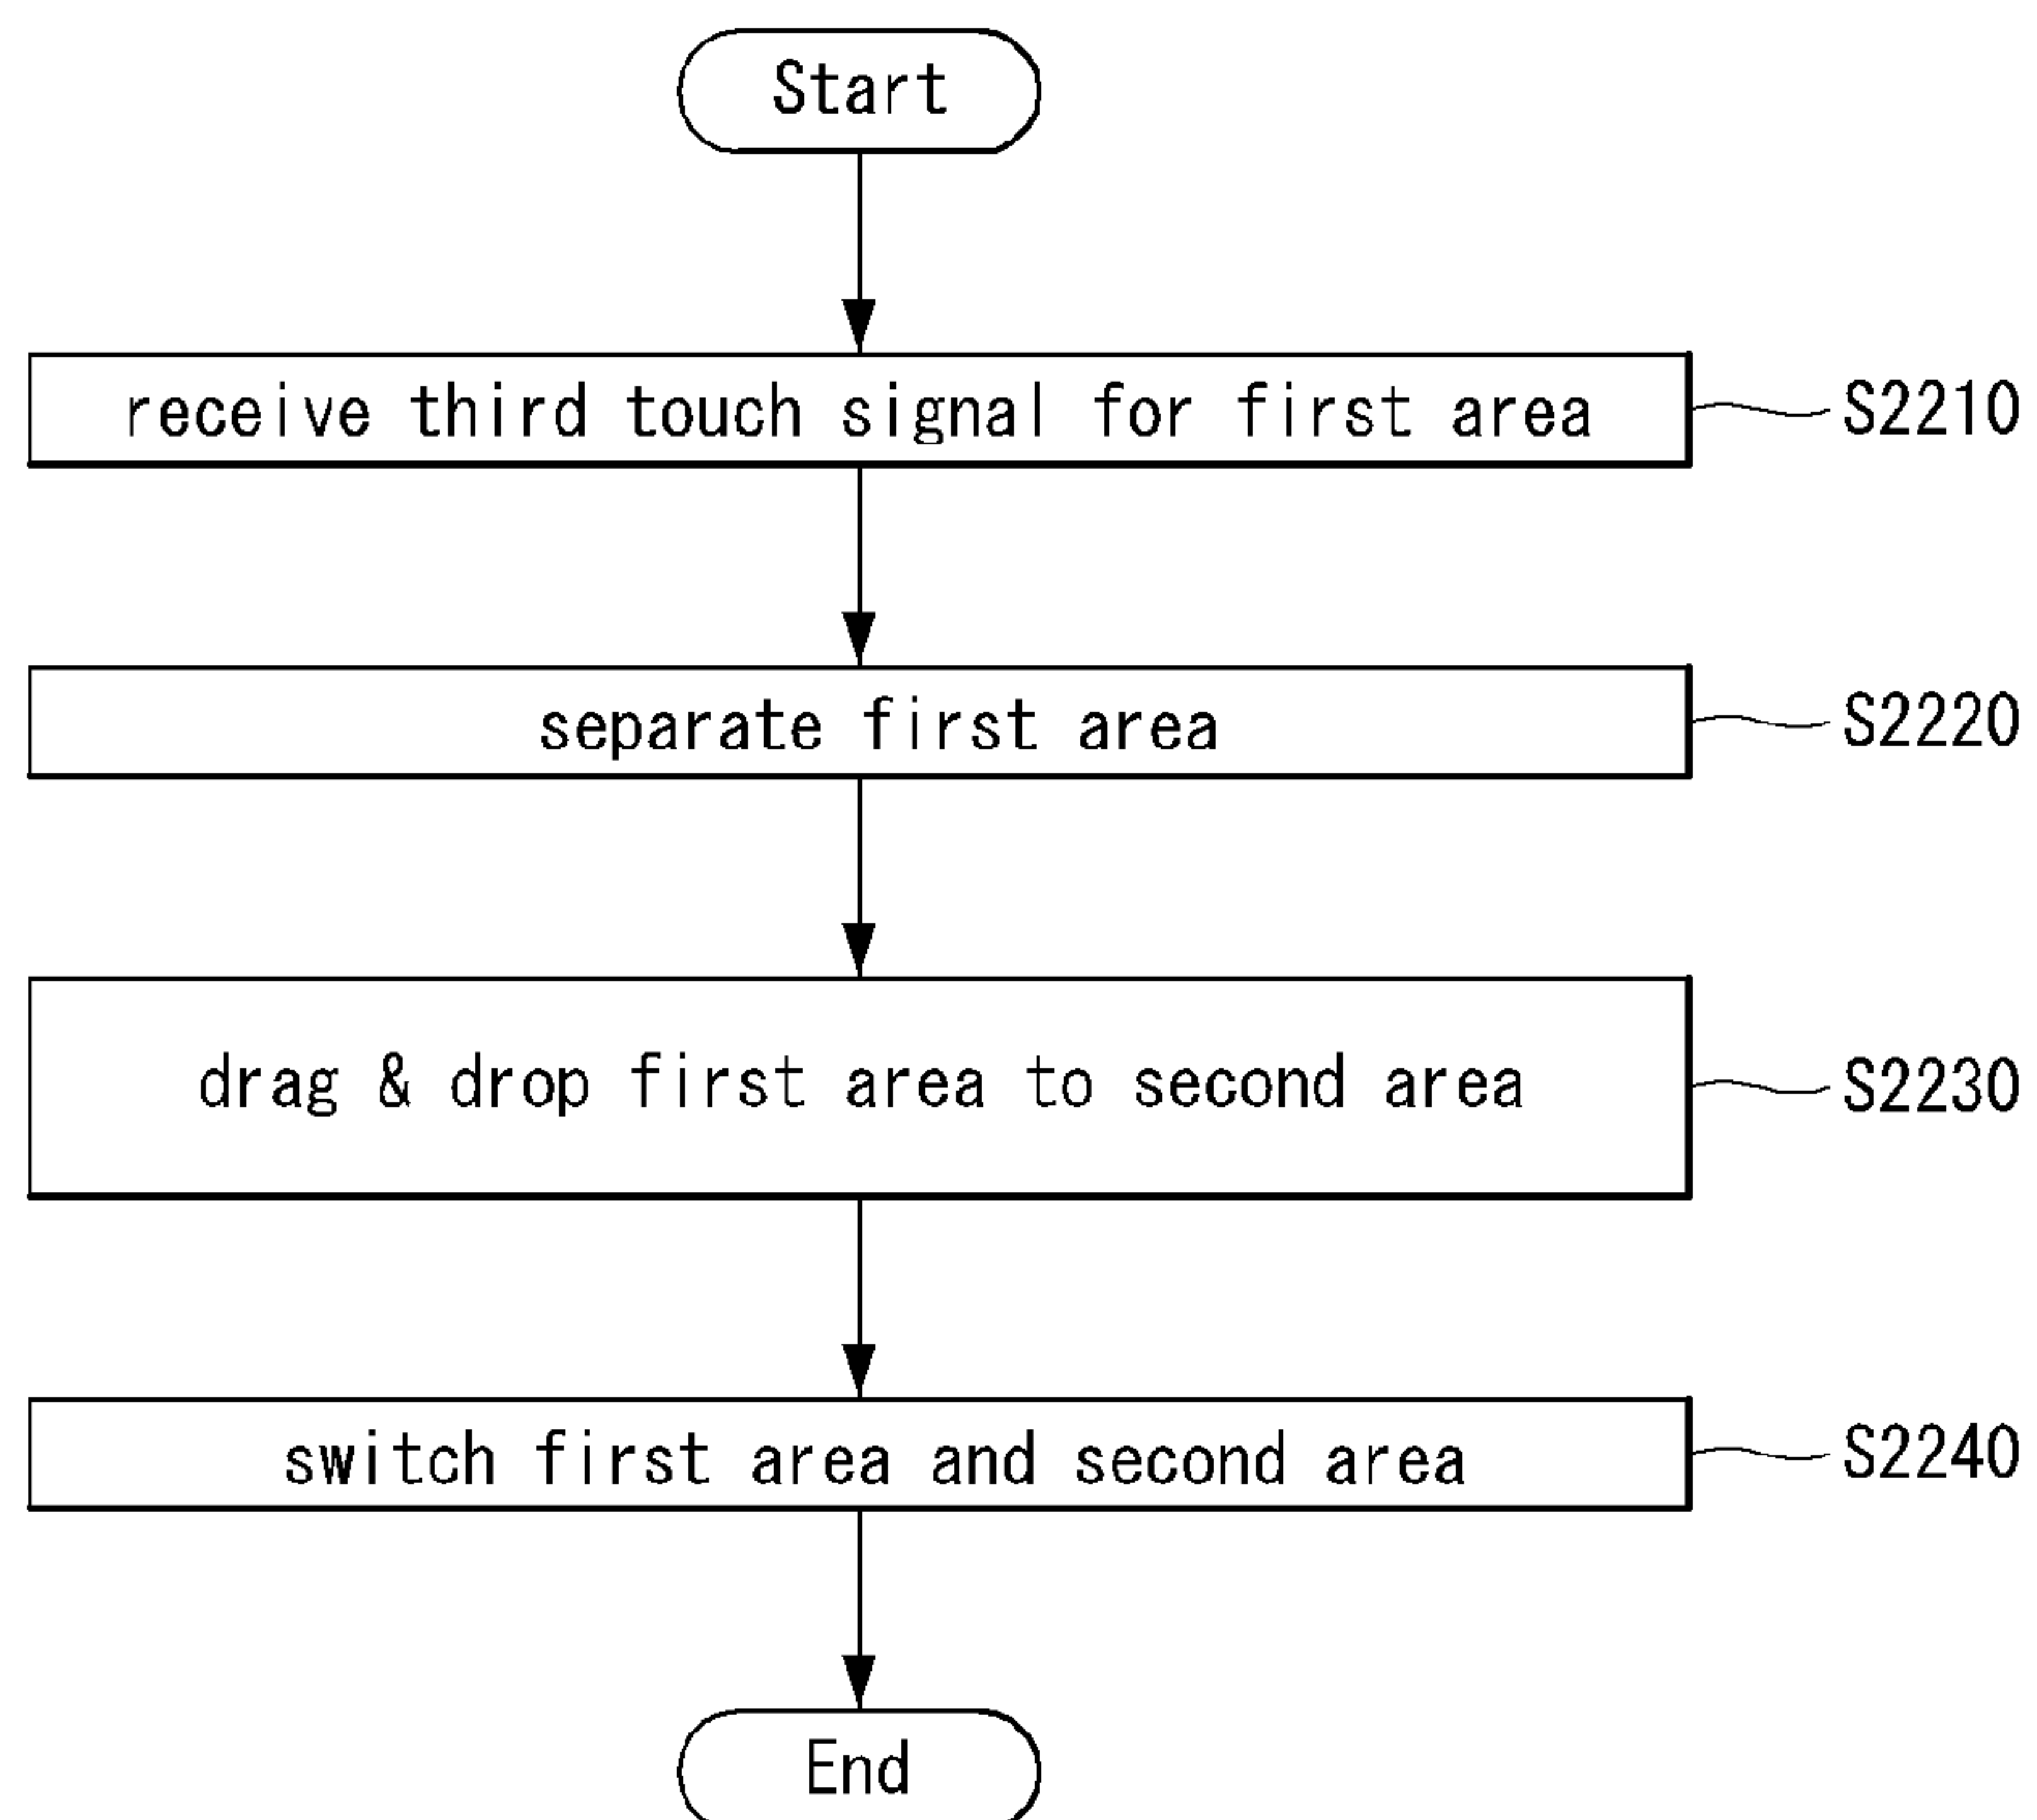 Start
receive third touch signal for first area
S2210
separate first area
S2220
drag & drop first area to second area
S2230
switch first area and second area
S2240
End